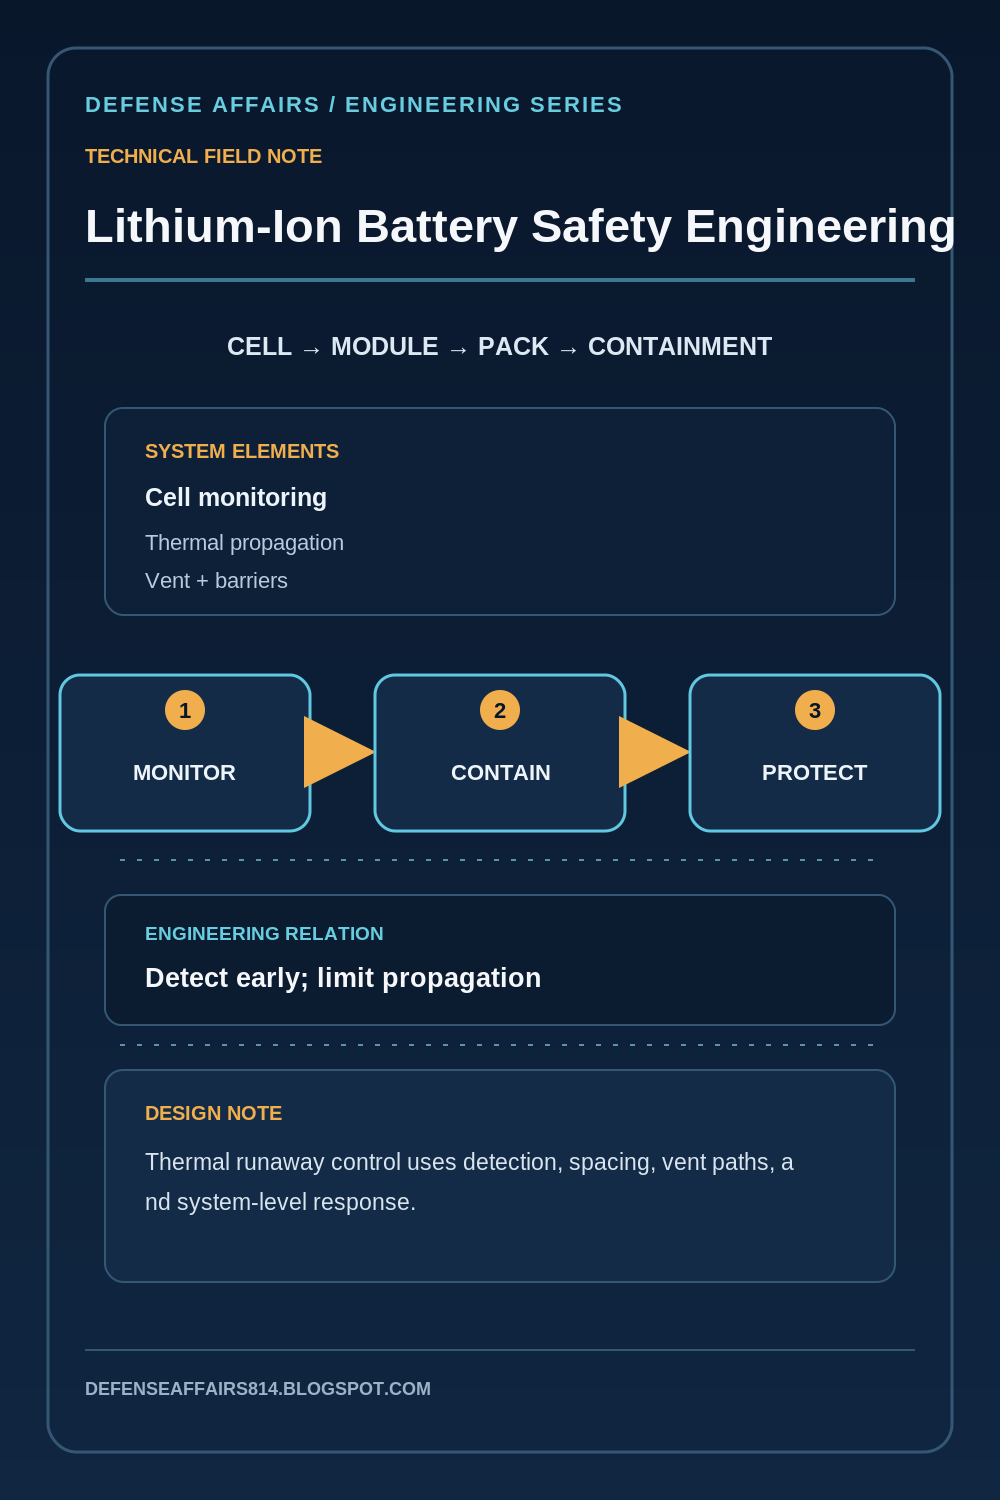 DEFENSE AFFAIRS / ENGINEERING SERIES
TECHNICAL FIELD NOTE
Lithium-Ion Battery Safety Engineering
CELL → MODULE → PACK → CONTAINMENT
SYSTEM ELEMENTS
Cell monitoring
Thermal propagation
Vent + barriers
1
MONITOR
2
CONTAIN
3
PROTECT
ENGINEERING RELATION
Detect early; limit propagation
DESIGN NOTE
Thermal runaway control uses detection, spacing, vent paths, a
nd system-level response.
DEFENSEAFFAIRS814.BLOGSPOT.COM